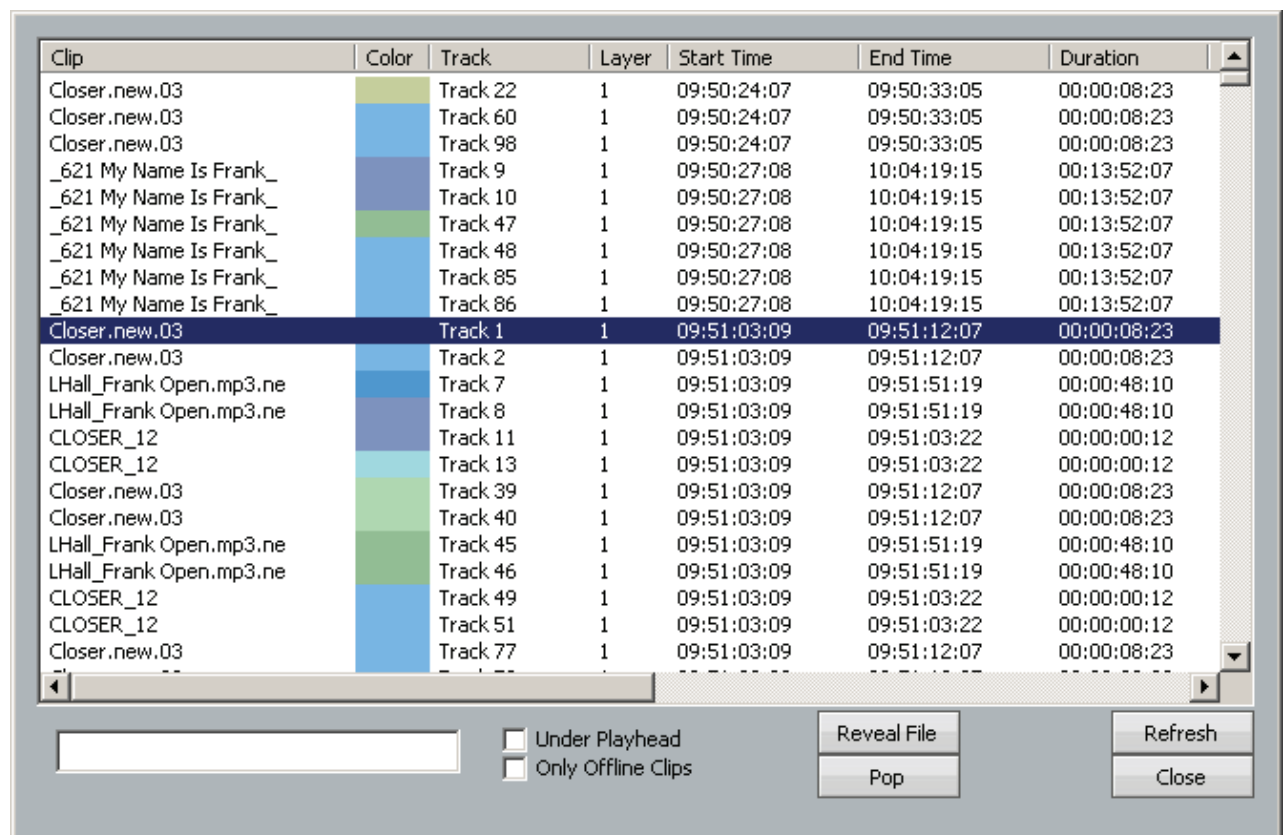 Clip Color Track Layer Start Time End Time Duration
Closer.new.03 Track 22 1 09:50:24:07 09:50:33:05 00:00:08:23
Closer.new.03 Track 60 1 09:50:24:07 09:50:33:05 00:00:08:23
Closer.new.03 Track 98 1 09:50:24:07 09:50:33:05 00:00:08:23
_621 My Name Is Frank_ Track 9 1 09:50:27:08 10:04:19:15 00:13:52:07
_621 My Name Is Frank_ Track 10 1 09:50:27:08 10:04:19:15 00:13:52:07
_621 My Name Is Frank_ Track 47 1 09:50:27:08 10:04:19:15 00:13:52:07
_621 My Name Is Frank_ Track 48 1 09:50:27:08 10:04:19:15 00:13:52:07
_621 My Name Is Frank_ Track 85 1 09:50:27:08 10:04:19:15 00:13:52:07
_621 My Name Is Frank_ Track 86 1 09:50:27:08 10:04:19:15 00:13:52:07
Closer.new.03 Track 1 1 09:51:03:09 09:51:12:07 00:00:08:23
Closer.new.03 Track 2 1 09:51:03:09 09:51:12:07 00:00:08:23
LHall_Frank Open.mp3.ne Track 7 1 09:51:03:09 09:51:51:19 00:00:48:10
LHall_Frank Open.mp3.ne Track 8 1 09:51:03:09 09:51:51:19 00:00:48:10
CLOSER_12 Track 11 1 09:51:03:09 09:51:03:22 00:00:00:12
CLOSER_12 Track 13 1 09:51:03:09 09:51:03:22 00:00:00:12
Closer.new.03 Track 39 1 09:51:03:09 09:51:12:07 00:00:08:23
Closer.new.03 Track 40 1 09:51:03:09 09:51:12:07 00:00:08:23
LHall_Frank Open.mp3.ne Track 45 1 09:51:03:09 09:51:51:19 00:00:48:10
LHall_Frank Open.mp3.ne Track 46 1 09:51:03:09 09:51:51:19 00:00:48:10
CLOSER_12 Track 49 1 09:51:03:09 09:51:03:22 00:00:00:12
CLOSER_12 Track 51 1 09:51:03:09 09:51:03:22 00:00:00:12
Closer.new.03 Track 77 1 09:51:03:09 09:51:12:07 00:00:08:23
Under Playhead Reveal File Refresh
Only Offline Clips Pop Close